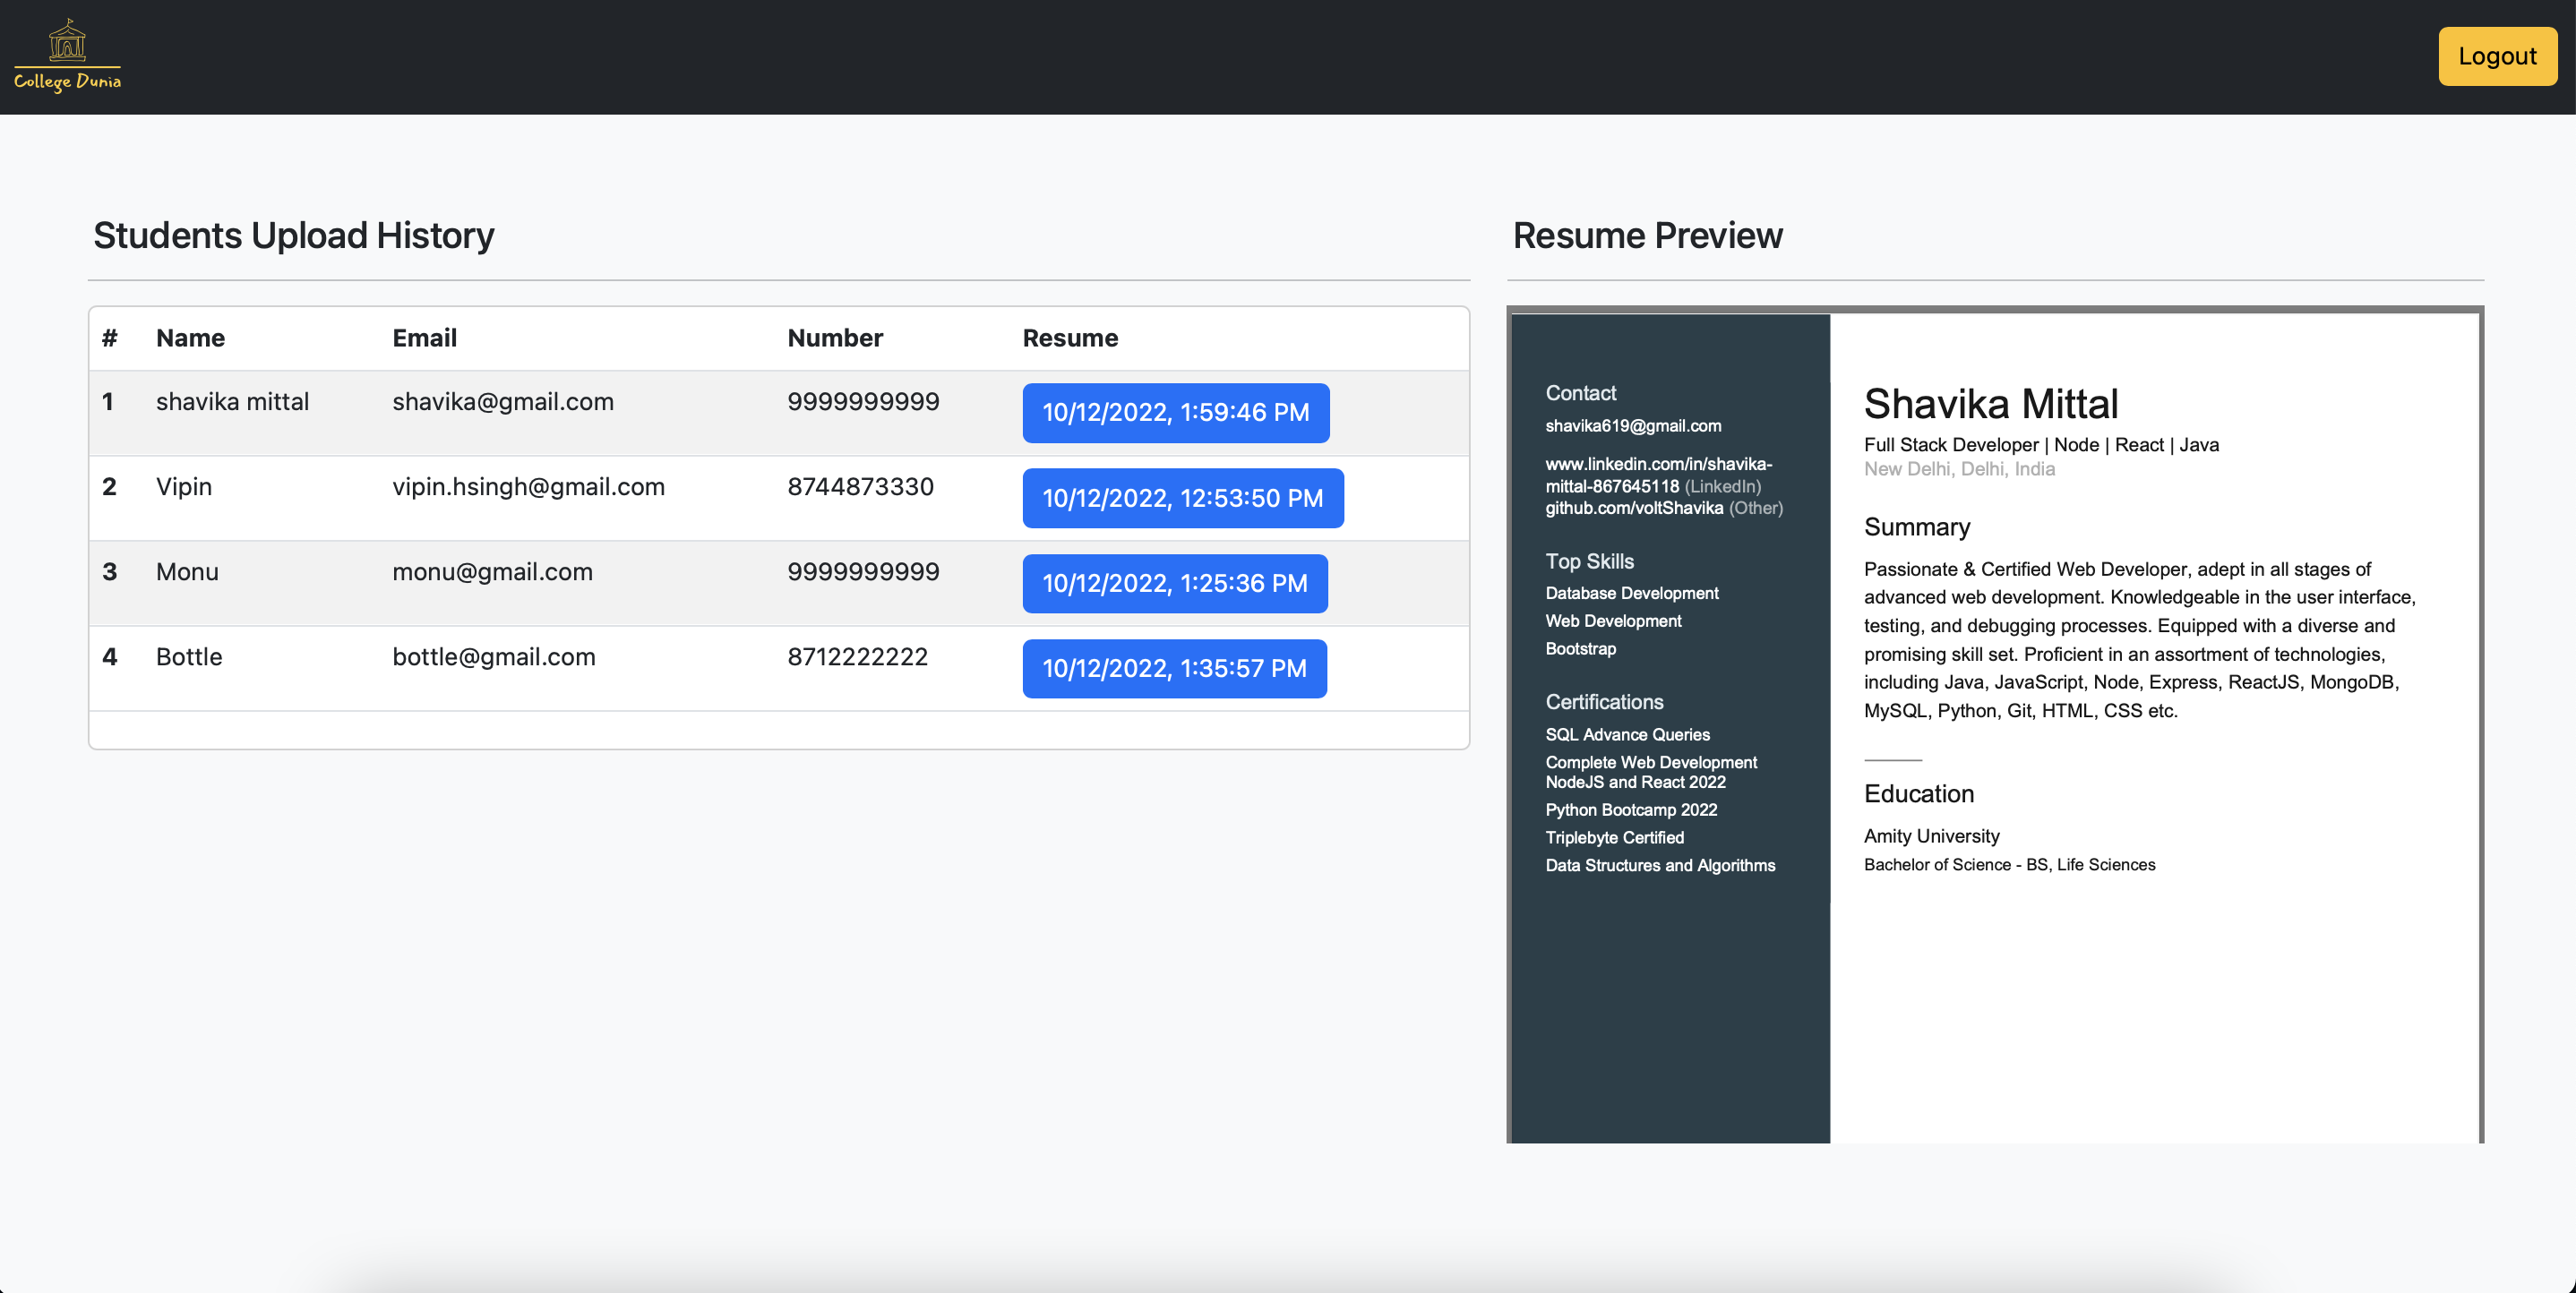 College Dunia
Logout
Students Upload History
# Name Email Number Resume
1 shavika mittal shavika@gmail.com 9999999999 10/12/2022, 1:59:46 PM
2 Vipin vipin.hsingh@gmail.com 8744873330 10/12/2022, 12:53:50 PM
3 Monu monu@gmail.com 9999999999 10/12/2022, 1:25:36 PM
4 Bottle bottle@gmail.com 8712222222 10/12/2022, 1:35:57 PM
Resume Preview
Contact
shavika619@gmail.com
www.linkedin.com/in/shavika-
mittal-867645118 (LinkedIn)
github.com/voltShavika (Other)
Top Skills
Database Development
Web Development
Bootstrap
Certifications
SQL Advance Queries
Complete Web Development
NodeJS and React 2022
Python Bootcamp 2022
Triplebyte Certified
Data Structures and Algorithms
Shavika Mittal
Full Stack Developer | Node | React | Java
New Delhi, Delhi, India
Summary
Passionate & Certified Web Developer, adept in all stages of
advanced web development. Knowledgeable in the user interface,
testing, and debugging processes. Equipped with a diverse and
promising skill set. Proficient in an assortment of technologies,
including Java, JavaScript, Node, Express, ReactJS, MongoDB,
MySQL, Python, Git, HTML, CSS etc.
Education
Amity University
Bachelor of Science - BS, Life Sciences